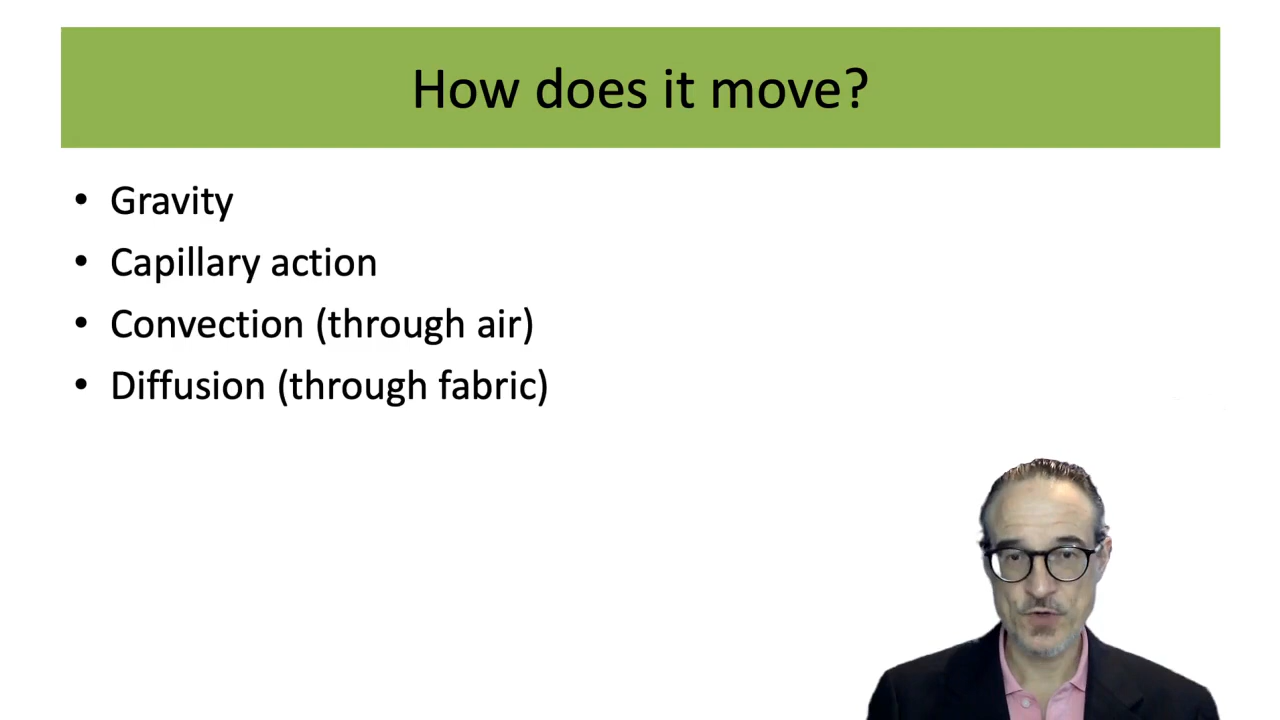 How does it move?
• Gravity
• Capillary action
• Convection (through air)
• Diffusion (through fabric)